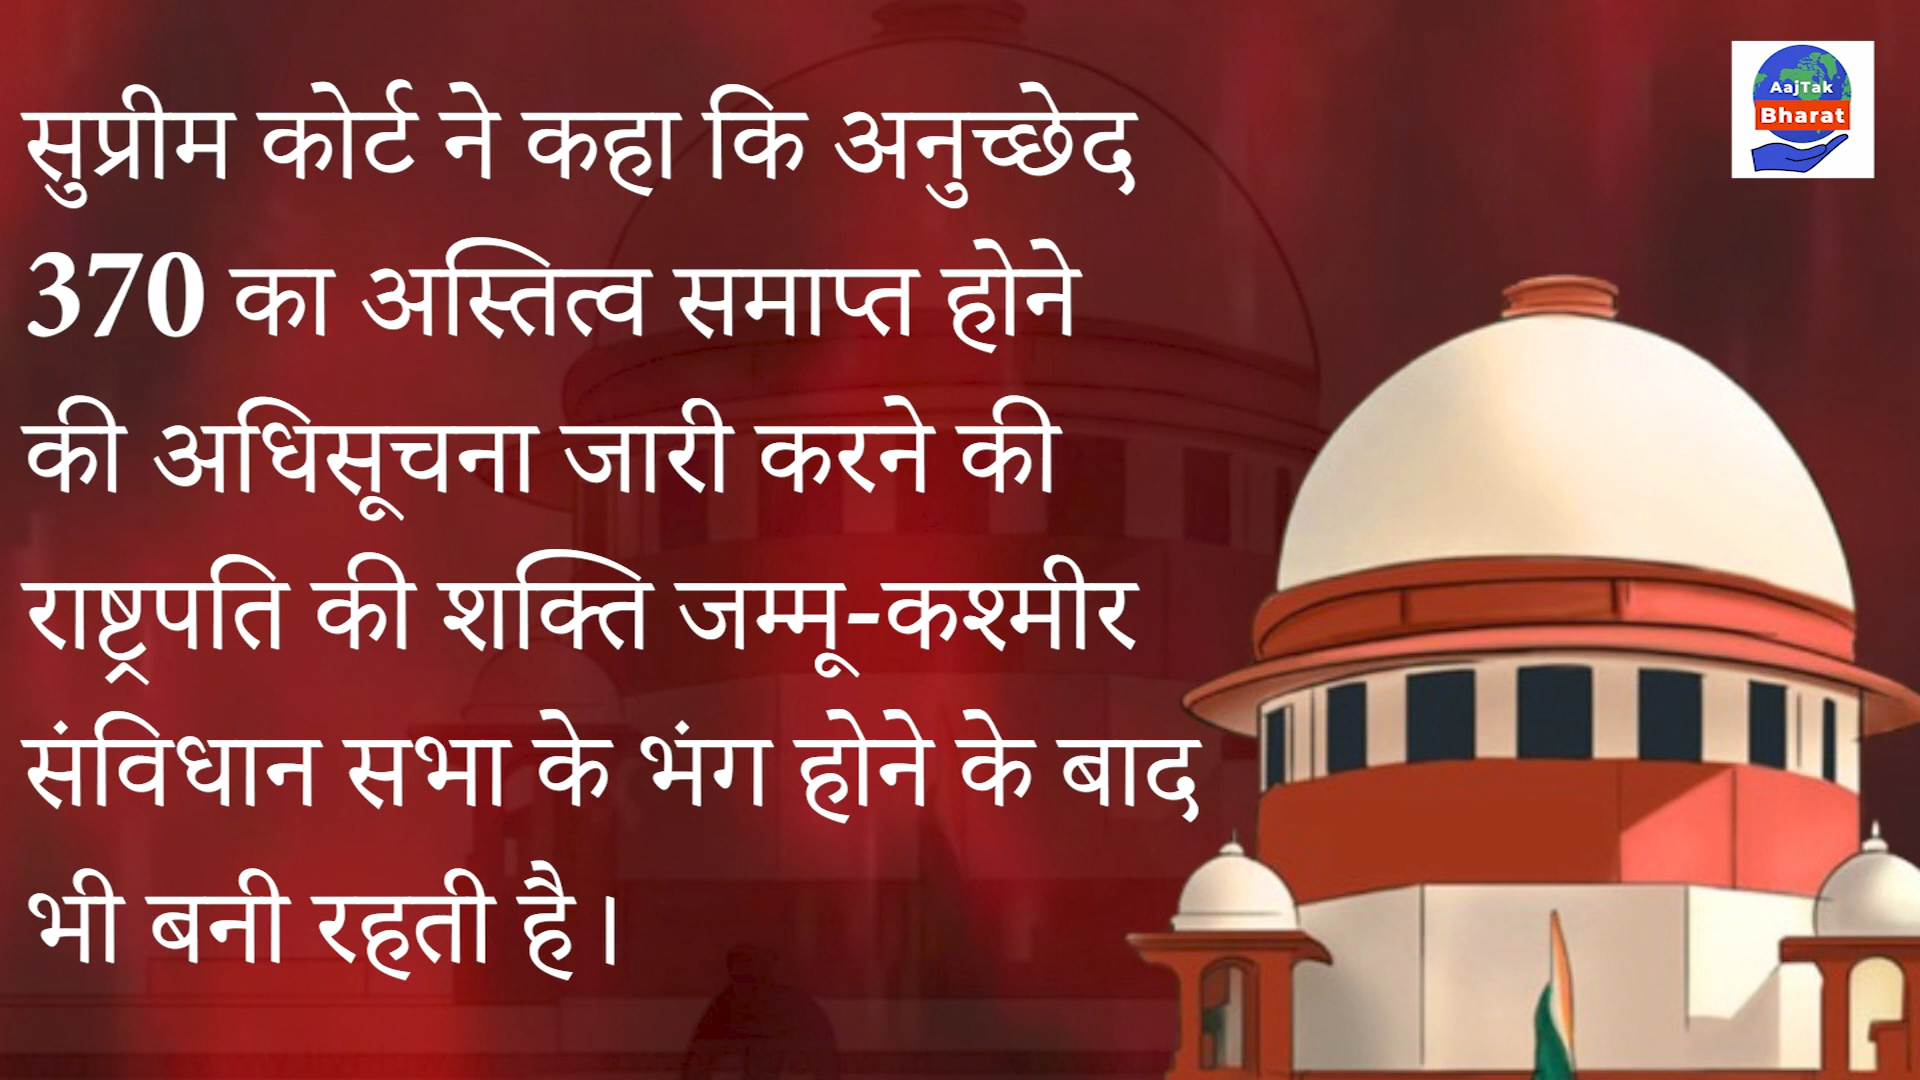 सुप्रीम कोर्ट ने कहा कि अनुच्छेद
370 का अस्तित्व समाप्त होने
की अधिसूचना जारी करने की
राष्ट्रपति की शक्ति जम्मू-कश्मीर
संविधान सभा के भंग होने के बाद
भी बनी रहती है।
AajTak
Bharat